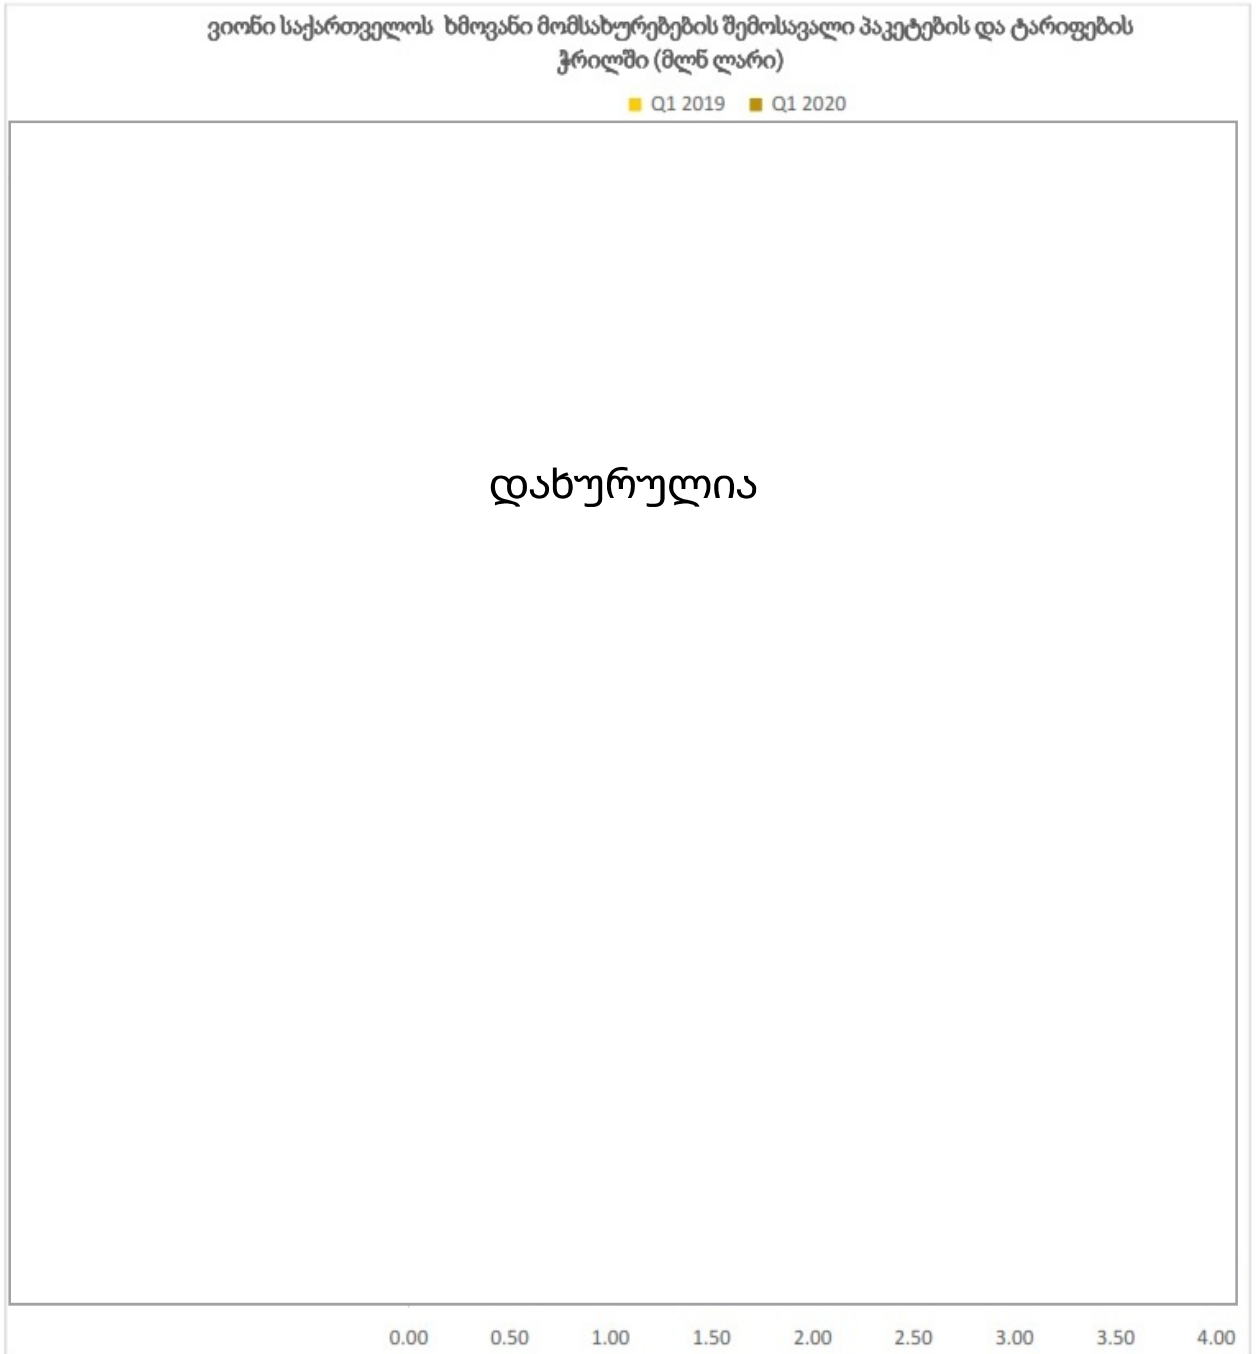 ვიონი საქართველოს ხმოვანი მომსახურებების შემოსავალი პაკეტების და ტარიფების
ჭრილში (მლნ ლარი)
Q1 2019 Q1 2020
დახურულია
0.00 0.50 1.00 1.50 2.00 2.50 3.00 3.50 4.00